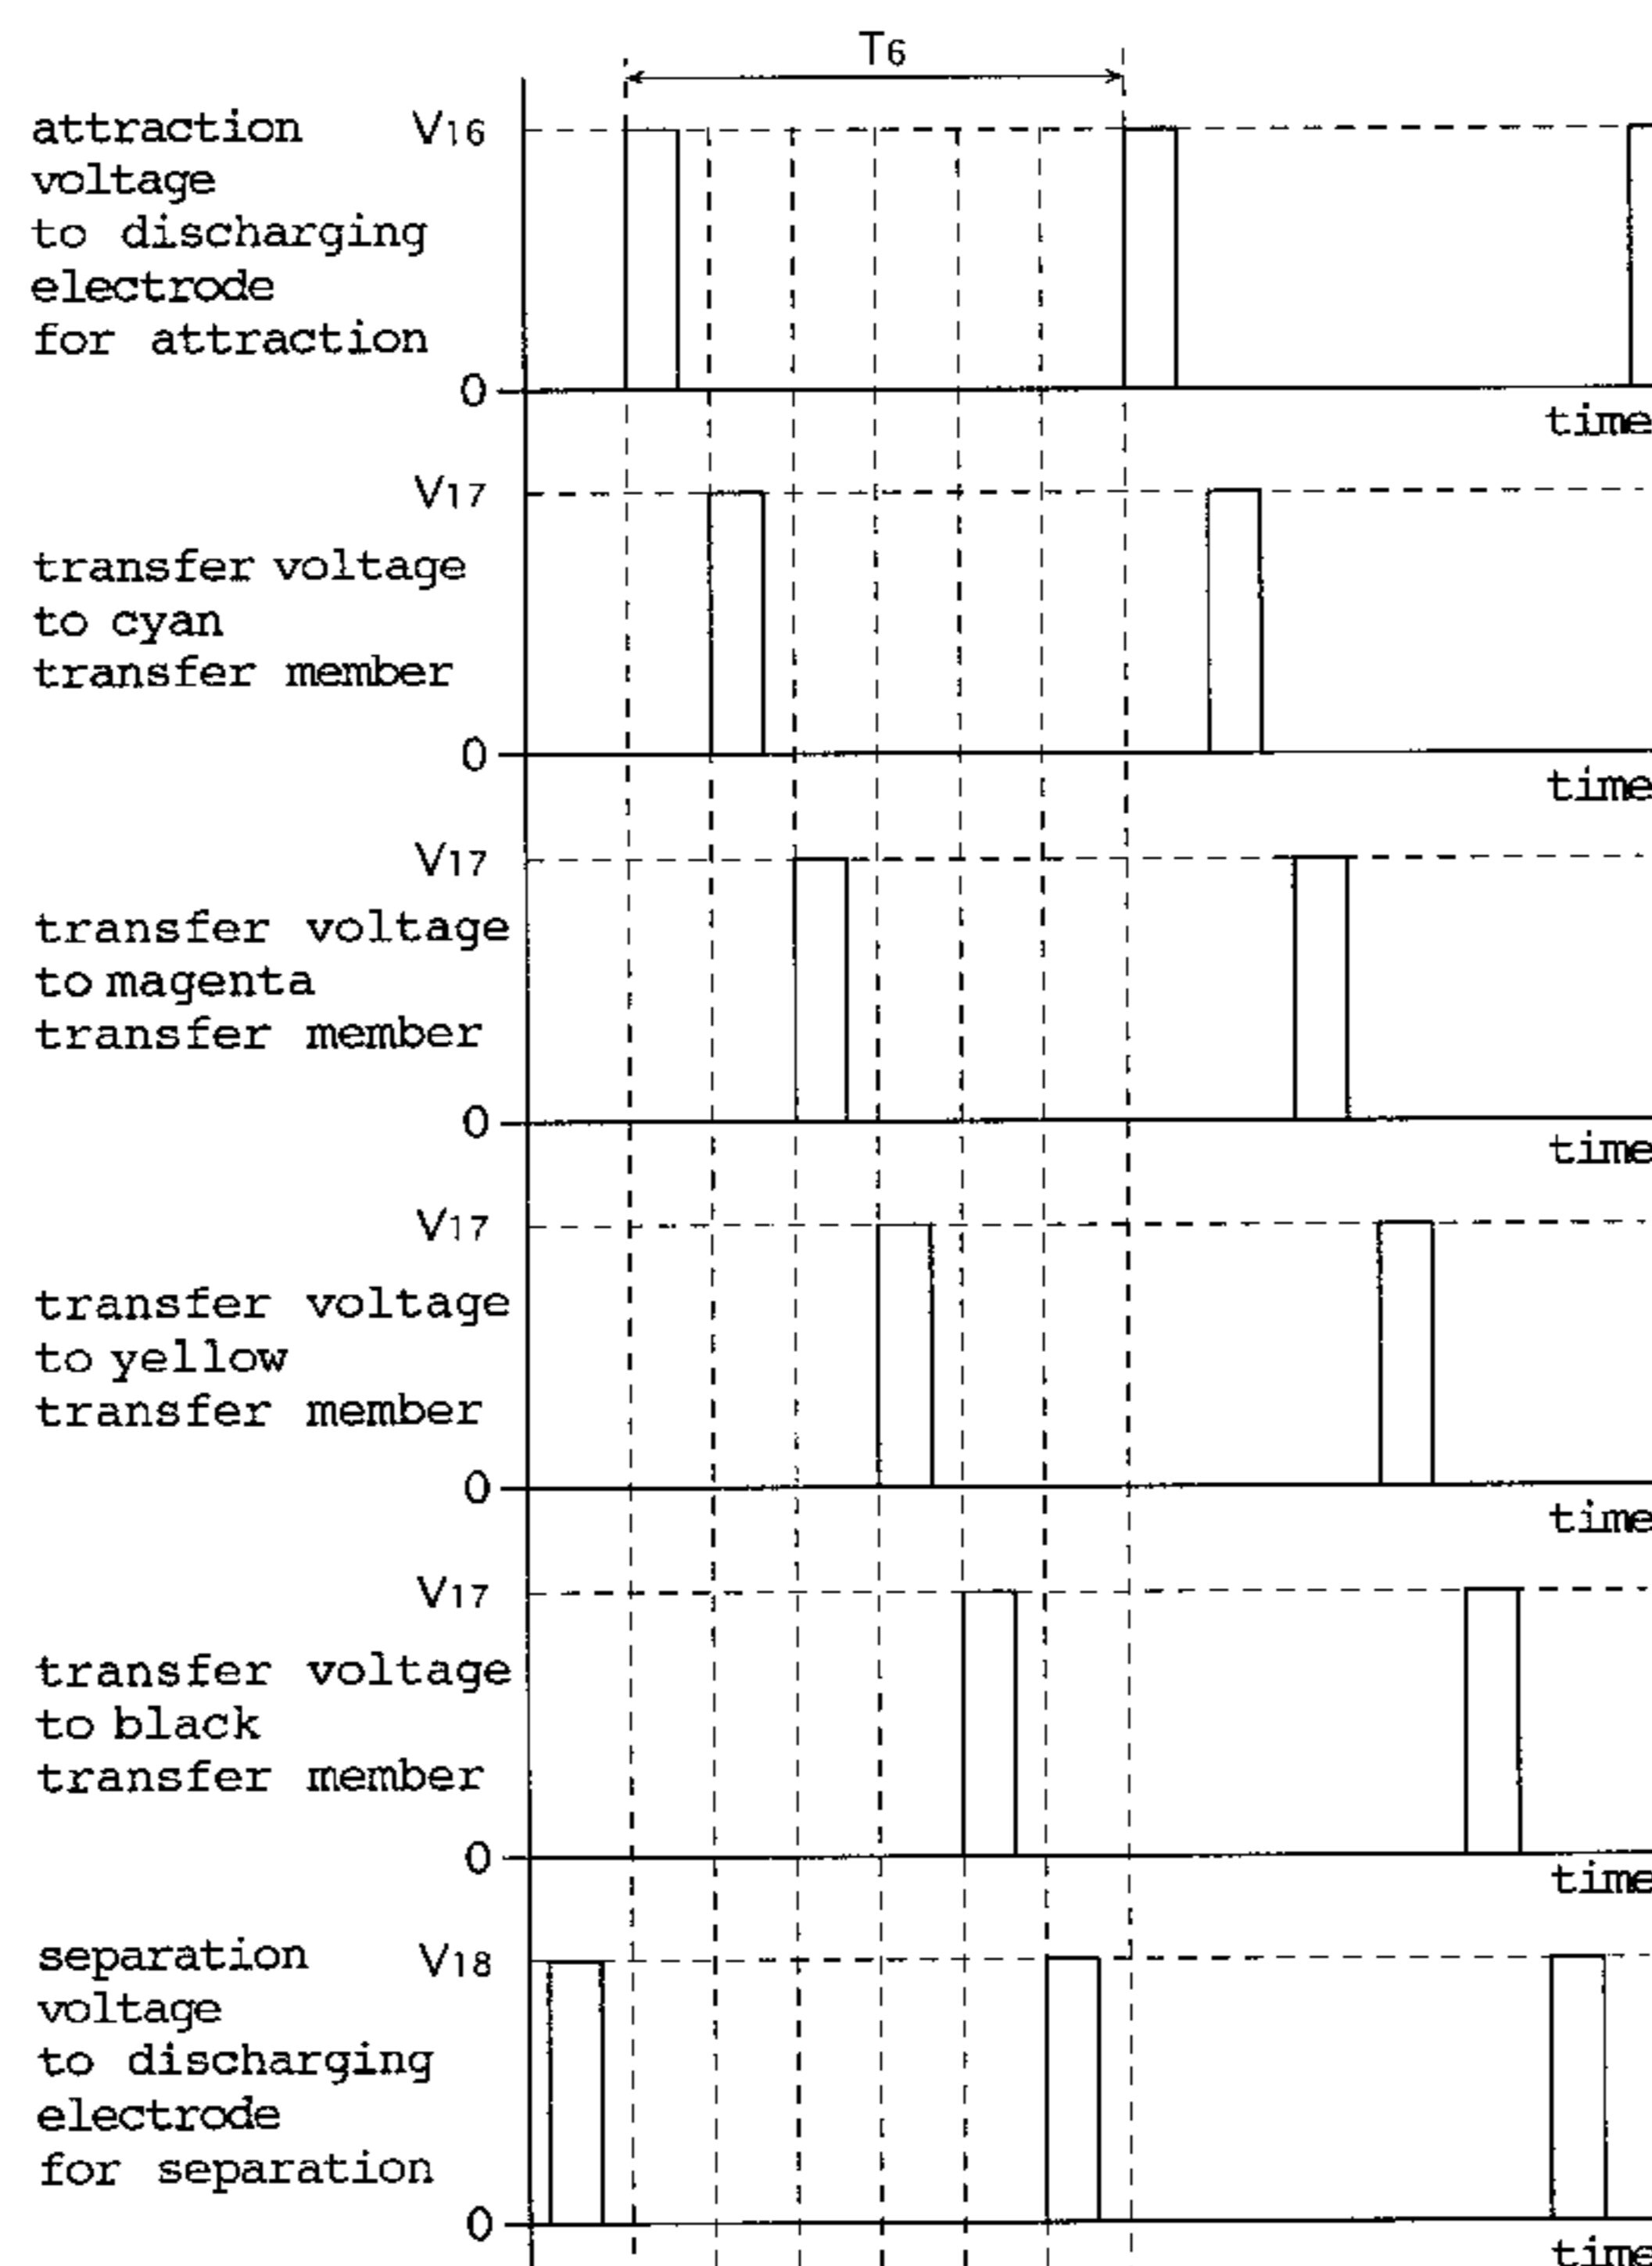 T6
attraction
voltage
to discharging
electrode
for attraction
V16
0
time
V17
transfer voltage
to cyan
transfer member
0
time
V17
transfer voltage
to magenta
transfer member
0
time
V17
transfer voltage
to yellow
transfer member
0
time
V17
transfer voltage
to black
transfer member
0
time
separation
voltage
to discharging
electrode
for separation
V18
0
time